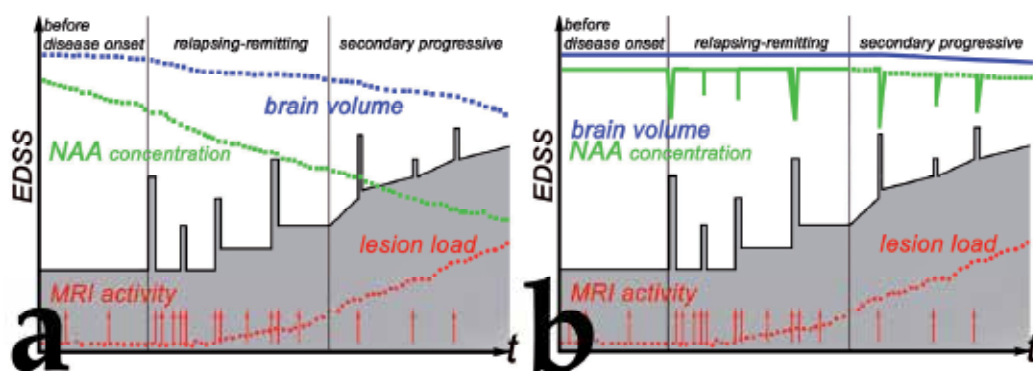 before
disease onset
relapsing-remitting
secondary progressive
brain volume
NAA concentration
EDSS
lesion load
MRI activity
a
t
before
disease onset
relapsing-remitting
secondary progressive
brain volume
NAA concentration
EDSS
lesion load
MRI activity
b
t